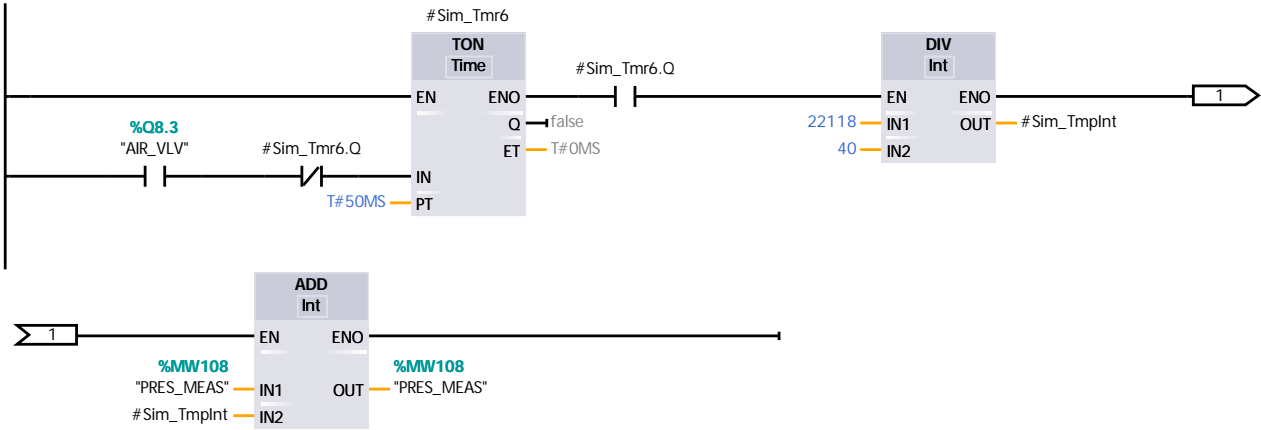 #Sim_Tmr6
TON
Time
#Sim_Tmr6.Q
DIV
Int
EN ENO
EN ENO
1
%Q8.3
"AIR_VLV"
#Sim_Tmr6.Q
Q false
22118 IN1 OUT #Sim_TmpInt
ET T#0MS
40 IN2
IN
T#50MS PT
ADD
Int
1
EN ENO
%MW108
"PRES_MEAS" IN1
OUT
%MW108
"PRES_MEAS"
#Sim_TmpInt IN2